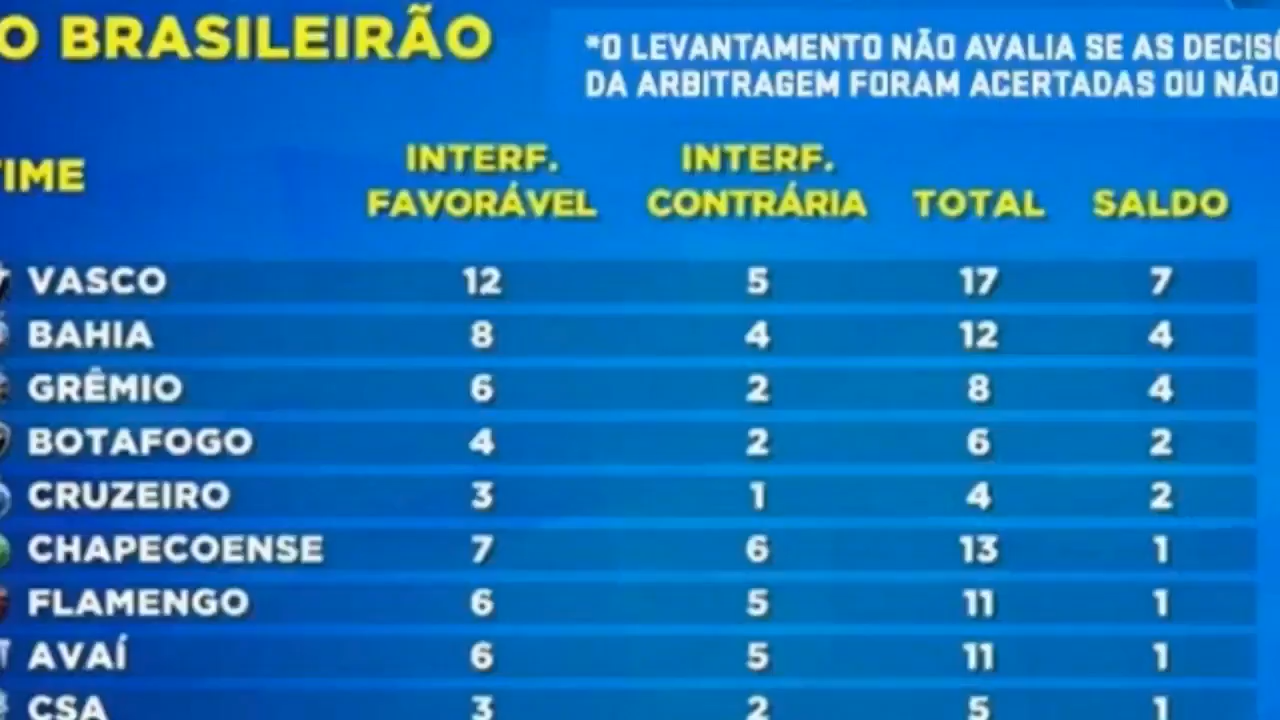 O BRASILEIRÃO
*O LEVANTAMENTO NÃO AVALIA SE AS
DA ARBITRAGEM FORAM ACERTADAS OU NÃO
TIME INTERF. FAVORÁVEL INTERF. CONTRÁRIA TOTAL SALDO
VASCO 12 5 17 7
BAHIA 8 4 12 4
GRÊMIO 6 2 8 4
BOTAFOGO 4 2 6 2
CRUZEIRO 3 1 4 2
CHAPECOENSE 7 6 13 1
FLAMENGO 6 5 11 1
AVAÍ 6 5 11 1
CSA 3 2 5 1